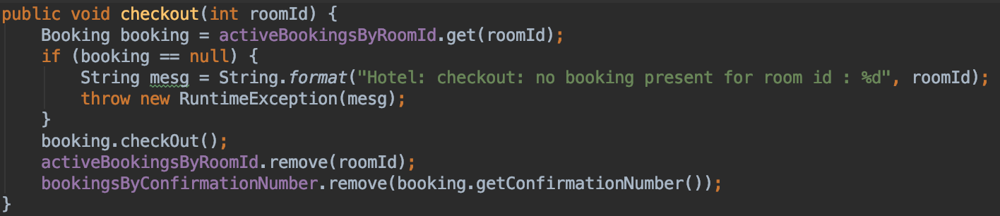 public void checkout(int roomId) {
    Booking booking = activeBookingsByRoomId.get(roomId);
    if (booking == null) {
        String mesg = String.format("Hotel: checkout: no booking present for room id : %d", roomId);
        throw new RuntimeException(mesg);
    }
    booking.checkOut();
    activeBookingsByRoomId.remove(roomId);
    bookingsByConfirmationNumber.remove(booking.getConfirmationNumber());
}